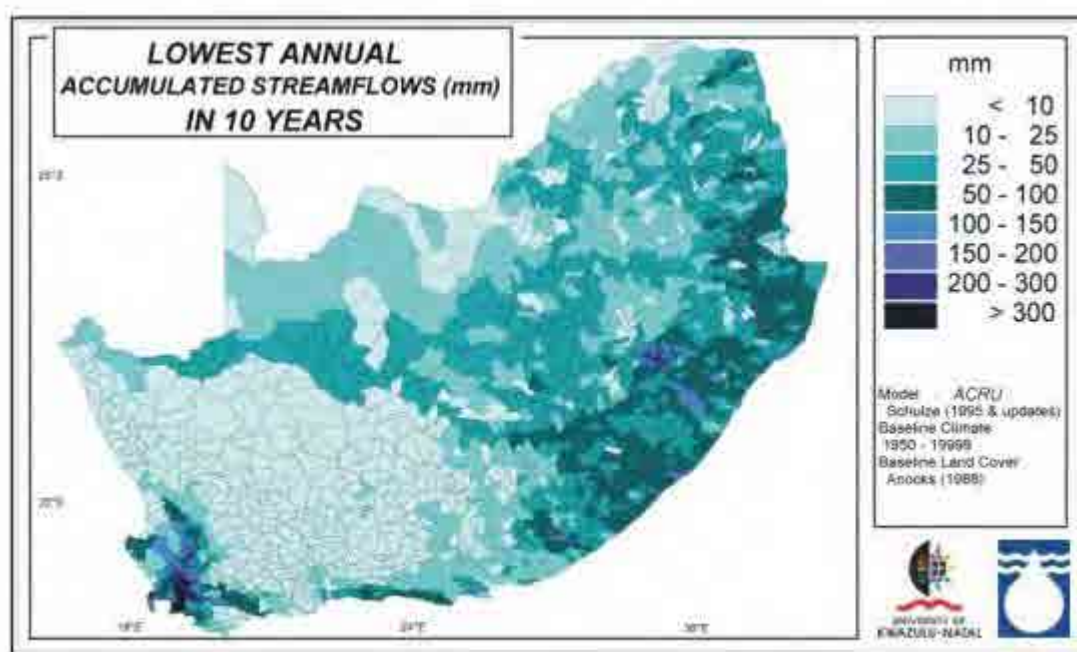 LOWEST ANNUAL
ACCUMULATED STREAMFLOWS (mm)
IN 10 YEARS
mm
< 10
10 - 25
25 - 50
50 - 100
100 - 150
150 - 200
200 - 300
> 300
Model ACRU
Schulze (1995 & updates)
Baseline Climate
1950 - 19999
Baseline Land Cover
Acocks (1988)
18°E
24°E
30°E
UNIVERSITY OF
KWAZULU-NATAL